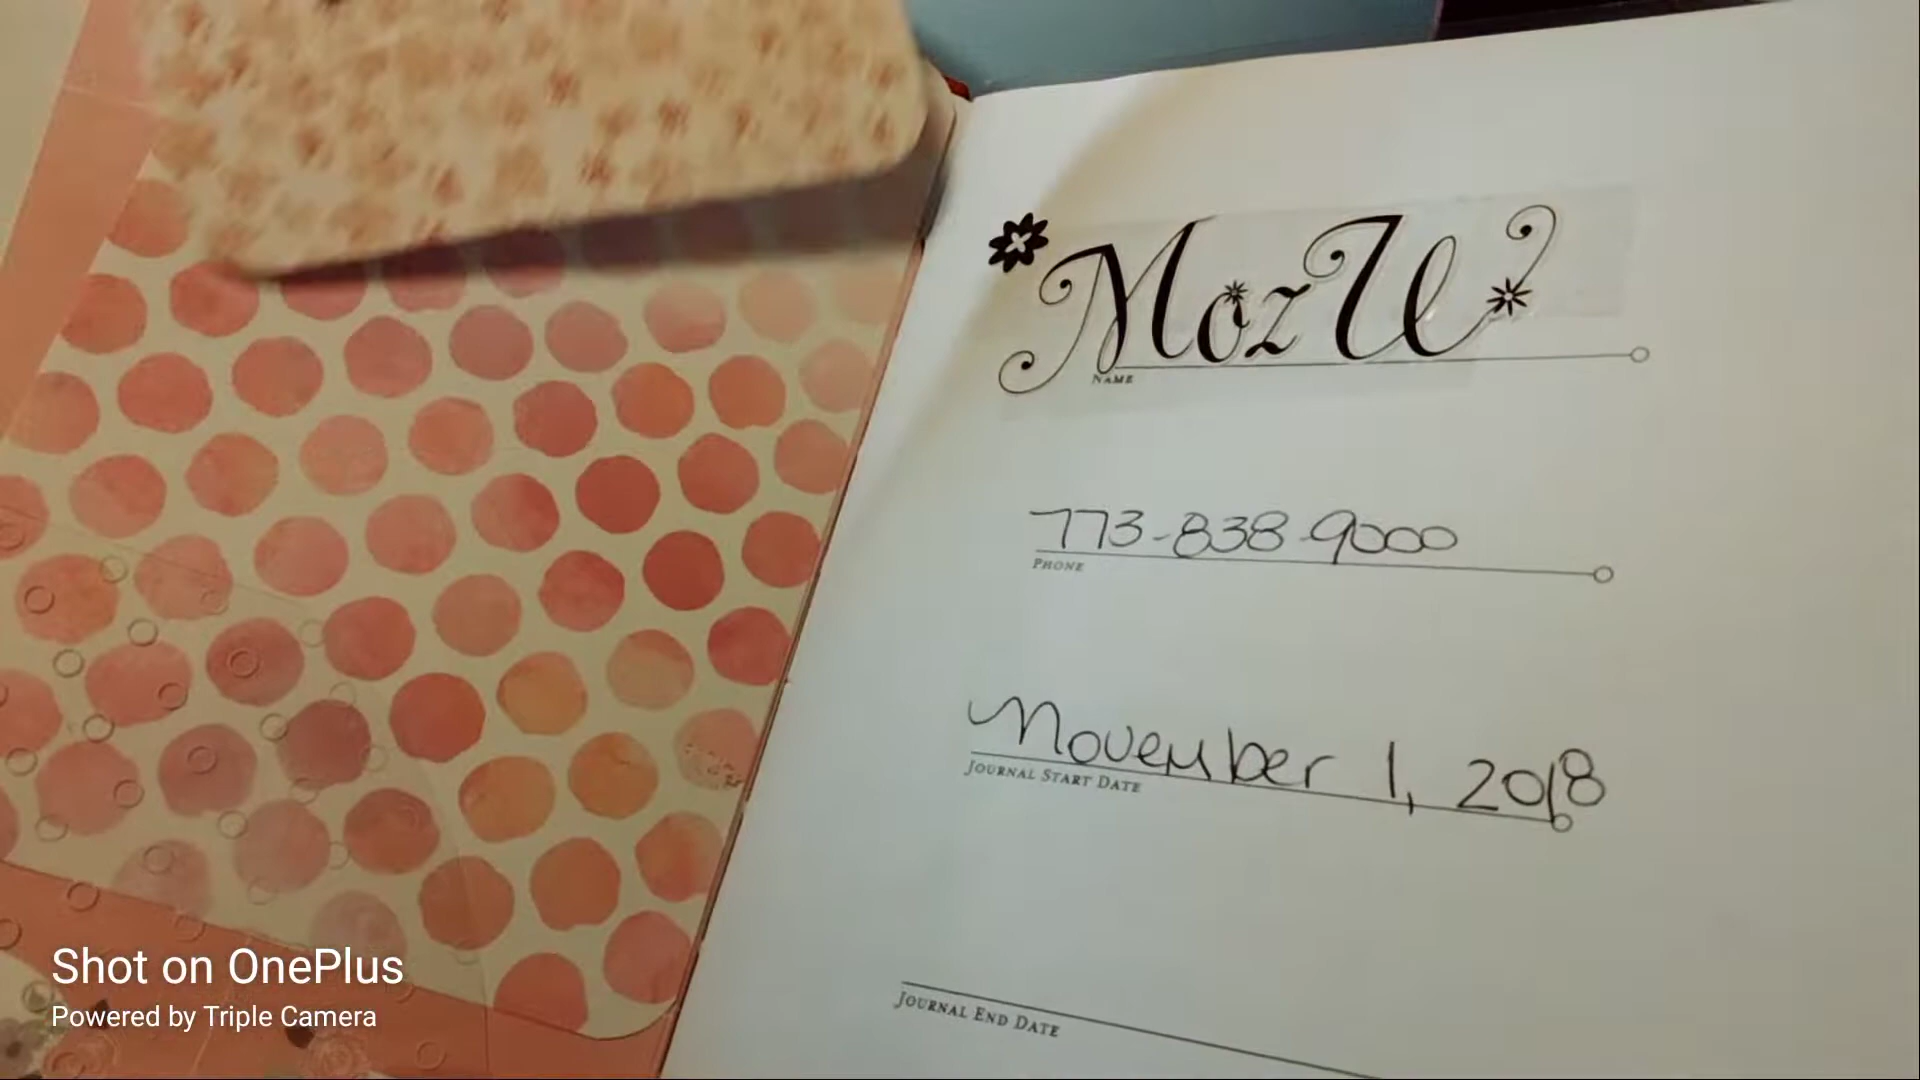 MozW
NAME
773-838-9000
PHONE
November 1, 2018
JOURNAL START DATE
JOURNAL END DATE
Shot on OnePlus
Powered by Triple Camera